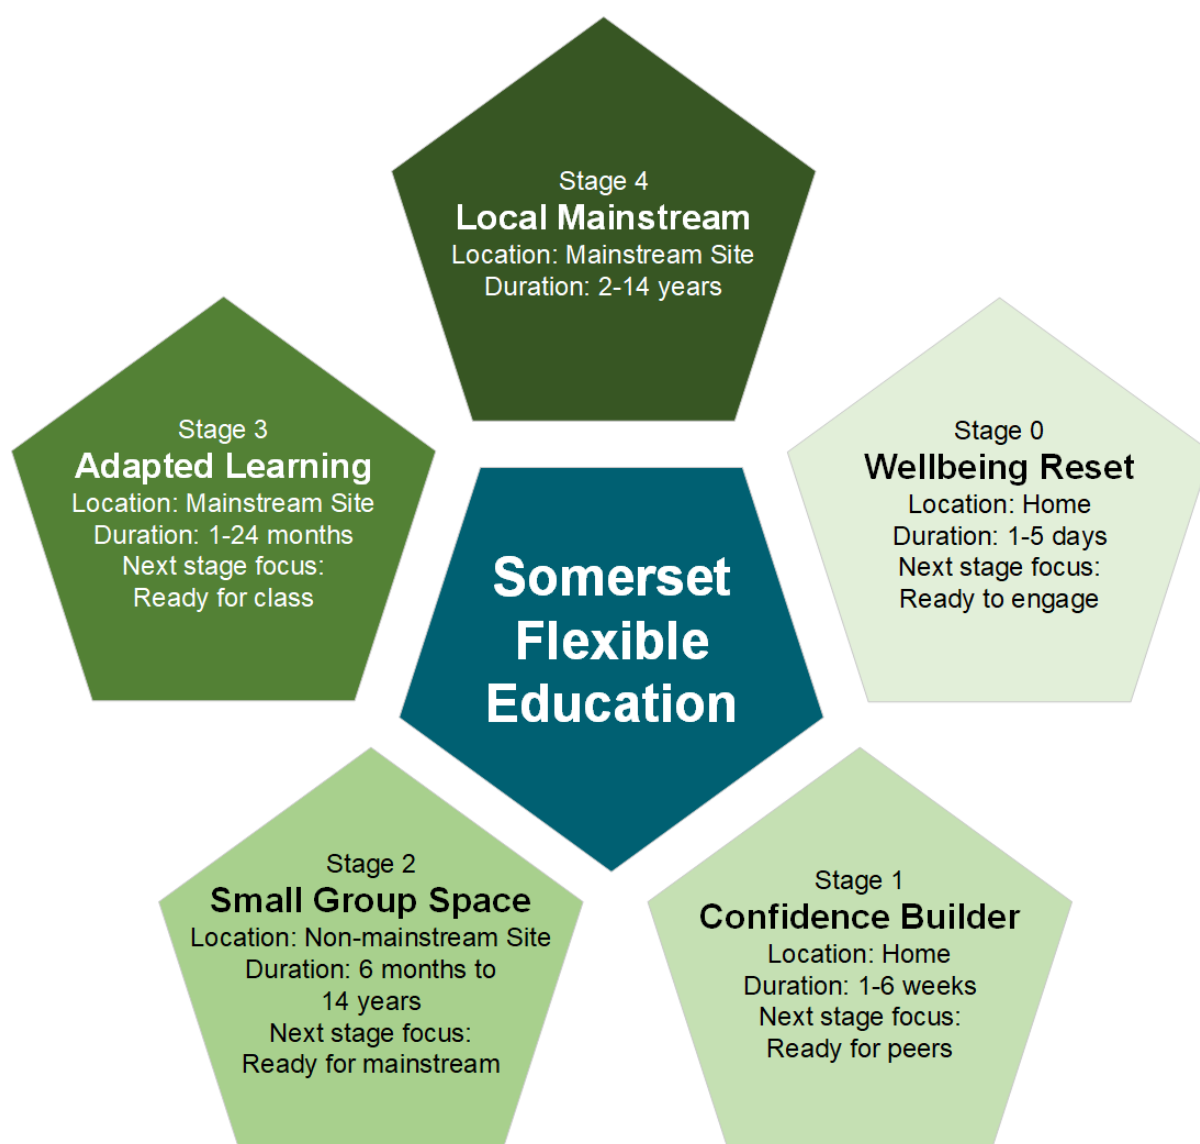 Stage 4
Local Mainstream
Location: Mainstream Site
Duration: 2-14 years
Stage 3
Adapted Learning
Location: Mainstream Site
Duration: 1-24 months
Next stage focus:
Ready for class
Stage 0
Wellbeing Reset
Location: Home
Duration: 1-5 days
Next stage focus:
Ready to engage
Somerset
Flexible
Education
Stage 2
Small Group Space
Location: Non-mainstream Site
Duration: 6 months to
14 years
Next stage focus:
Ready for mainstream
Stage 1
Confidence Builder
Location: Home
Duration: 1-6 weeks
Next stage focus:
Ready for peers